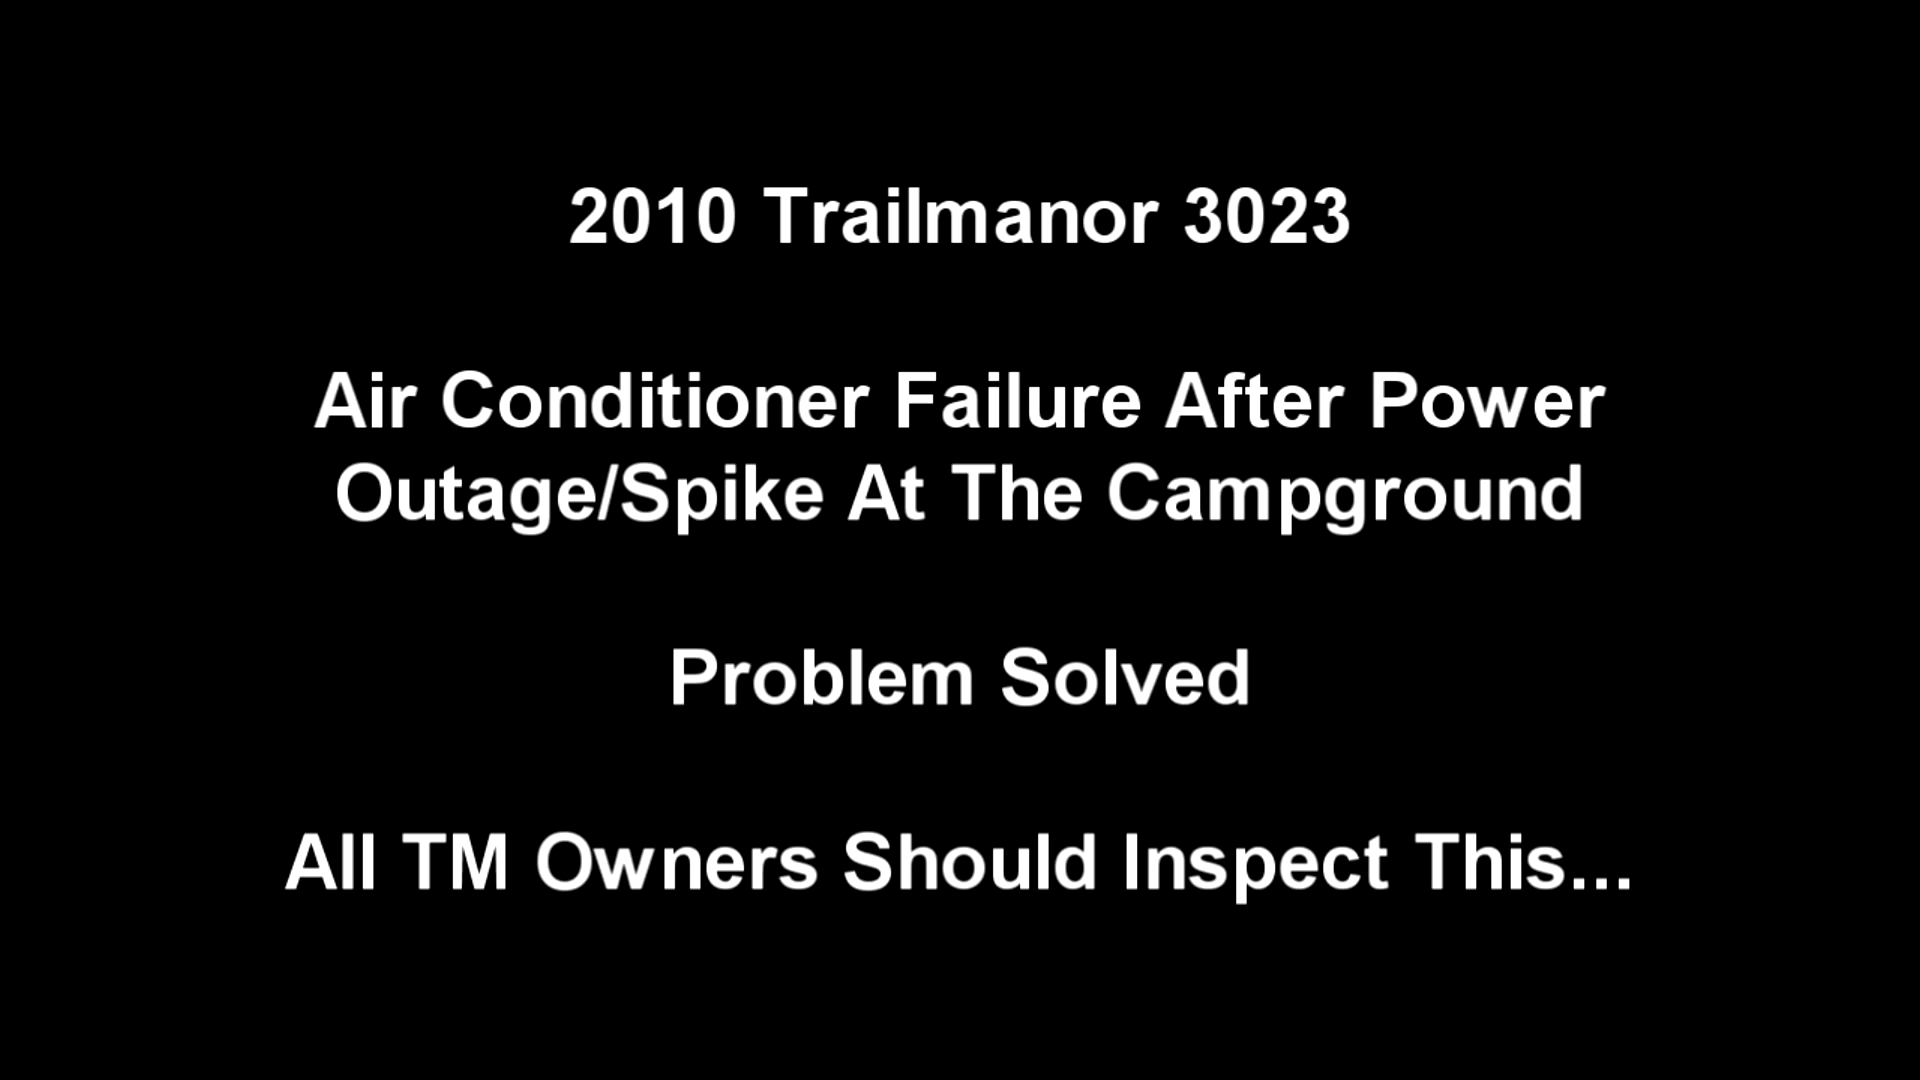 2010 Trailmanor 3023
Air Conditioner Failure After Power
Outage/Spike At The Campground
Problem Solved
All TM Owners Should Inspect This...